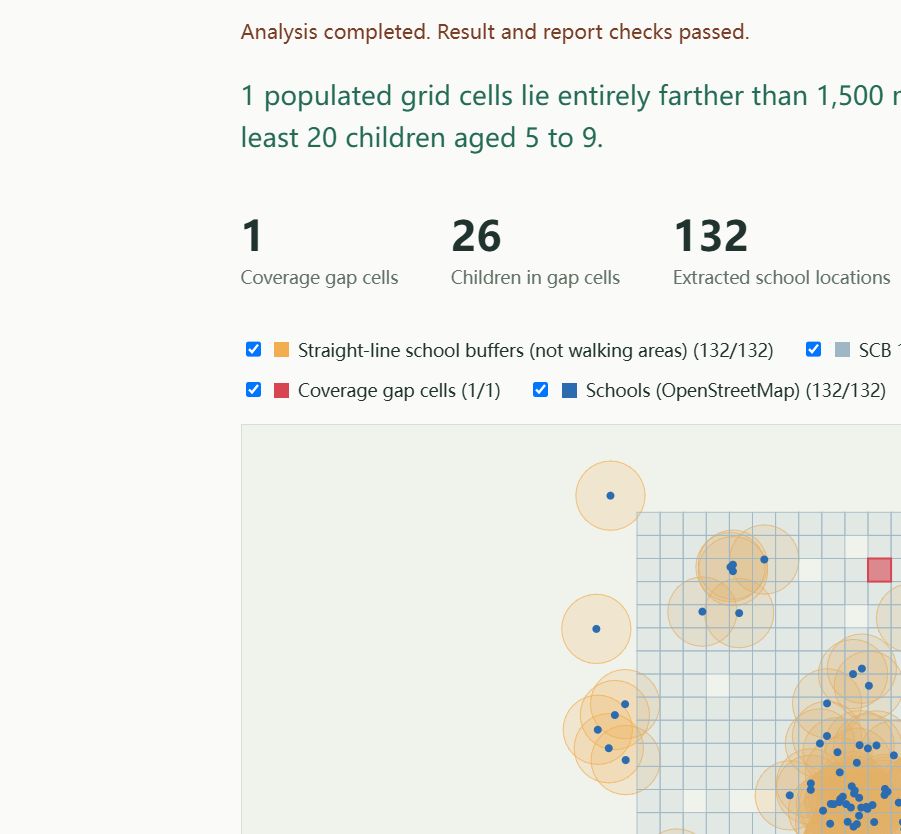 Analysis completed. Result and report checks passed.
1 populated grid cells lie entirely farther than 1,500
least 20 children aged 5 to 9.
1 26 132
Coverage gap cells Children in gap cells Extracted school locations
Straight-line school buffers (not walking areas) (132/132) SCB
Coverage gap cells (1/1) Schools (OpenStreetMap) (132/132)